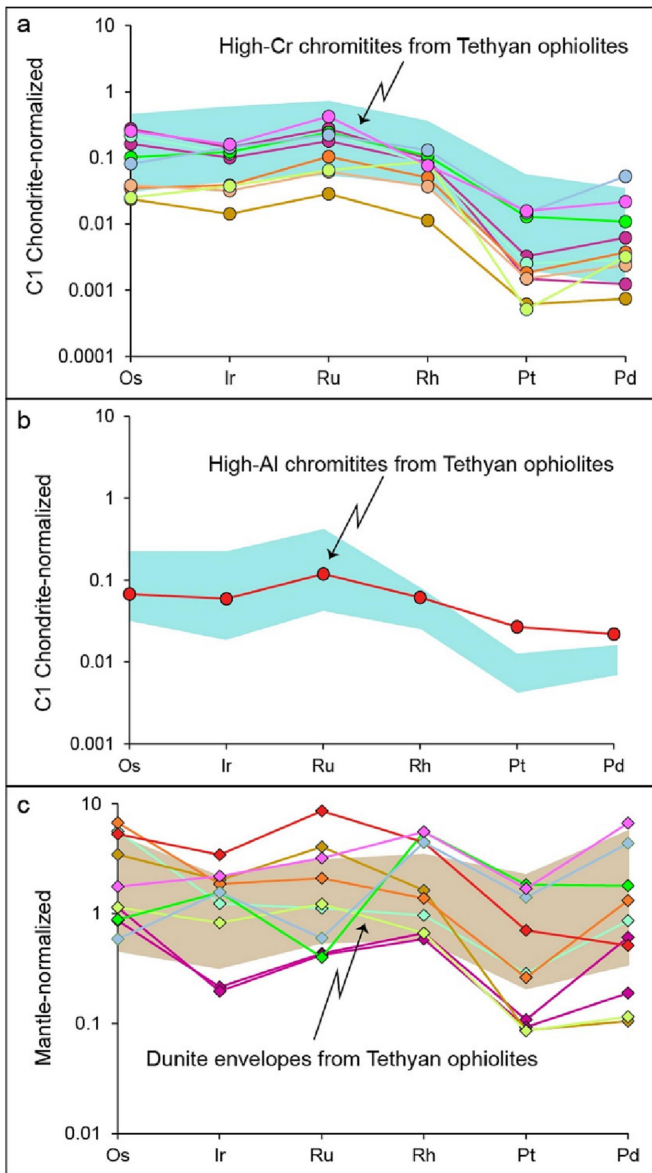 a
10
High-Cr chromitites from Tethyan ophiolites
1
0.1
0.01
0.001
0.0001
C1 Chondrite-normalized
Os Ir Ru Rh Pt Pd
b
10
High-Al chromitites from Tethyan ophiolites
1
0.1
0.01
0.001
C1 Chondrite-normalized
Os Ir Ru Rh Pt Pd
c
10
1
0.1
0.01
Mantle-normalized
Dunite envelopes from Tethyan ophiolites
Os Ir Ru Rh Pt Pd